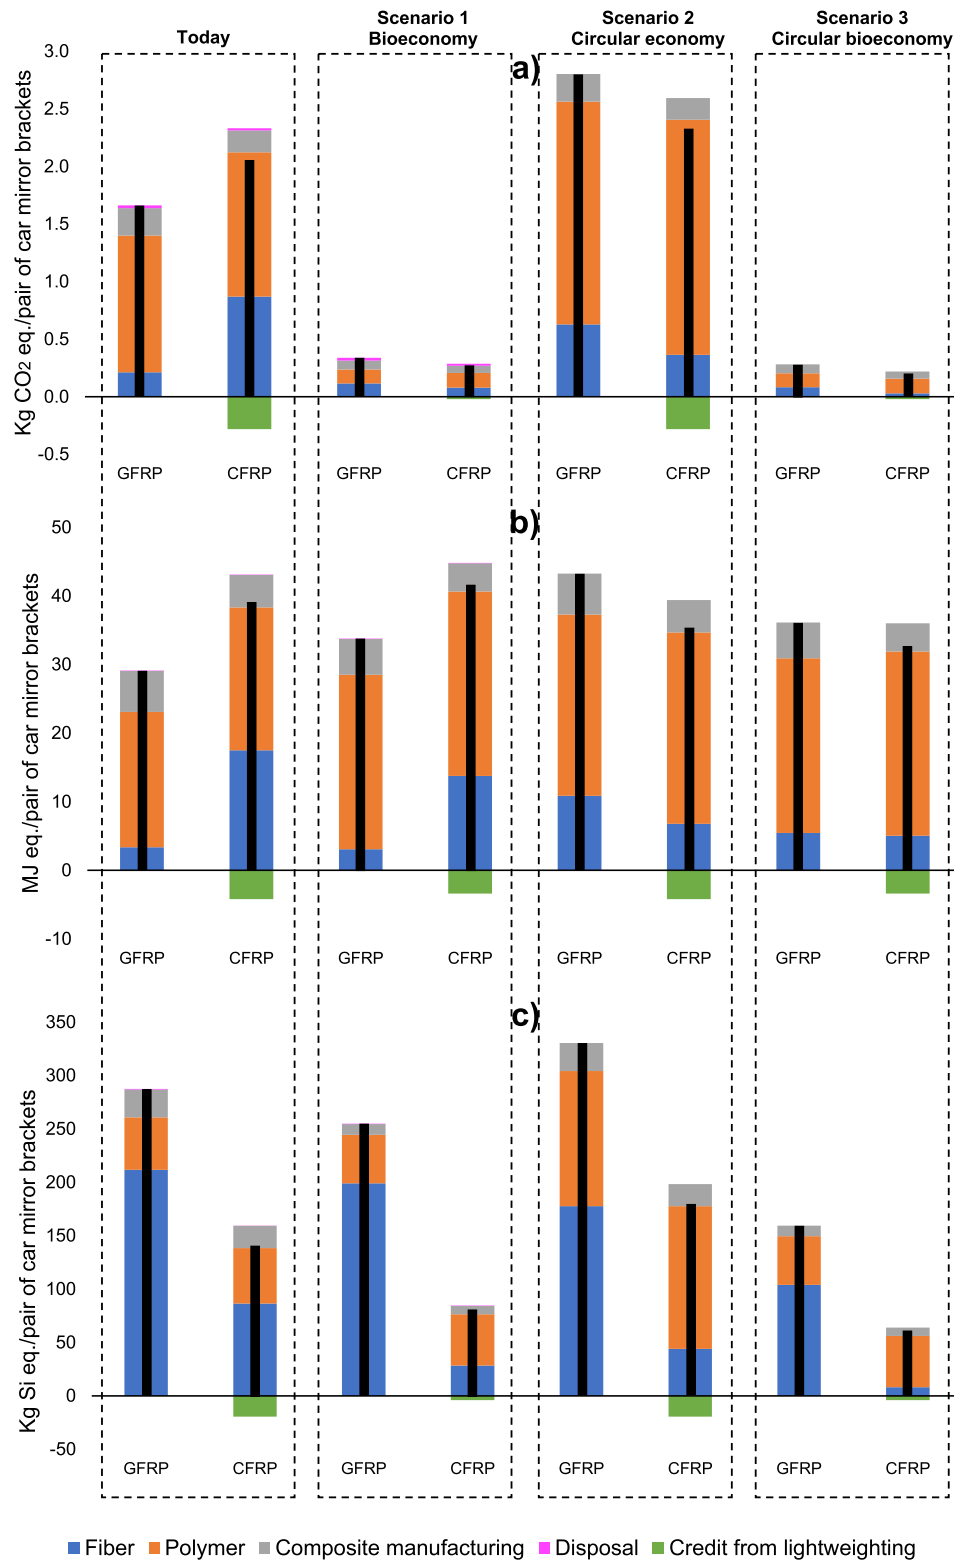 Today
Scenario 1
Bioeconomy
Scenario 2
Circular economy
Scenario 3
Circular bioeconomy
a)
Kg CO2 eq./pair of car mirror brackets
3.0
2.5
2.0
1.5
1.0
0.5
0.0
-0.5
GFRP CFRP GFRP CFRP GFRP CFRP GFRP CFRP
b)
MJ eq./pair of car mirror brackets
50
40
30
20
10
0
-10
GFRP CFRP GFRP CFRP GFRP CFRP GFRP CFRP
c)
Kg Si eq./pair of car mirror brackets
350
300
250
200
150
100
50
0
-50
GFRP CFRP GFRP CFRP GFRP CFRP GFRP CFRP
Fiber Polymer Composite manufacturing Disposal Credit from lightweighting